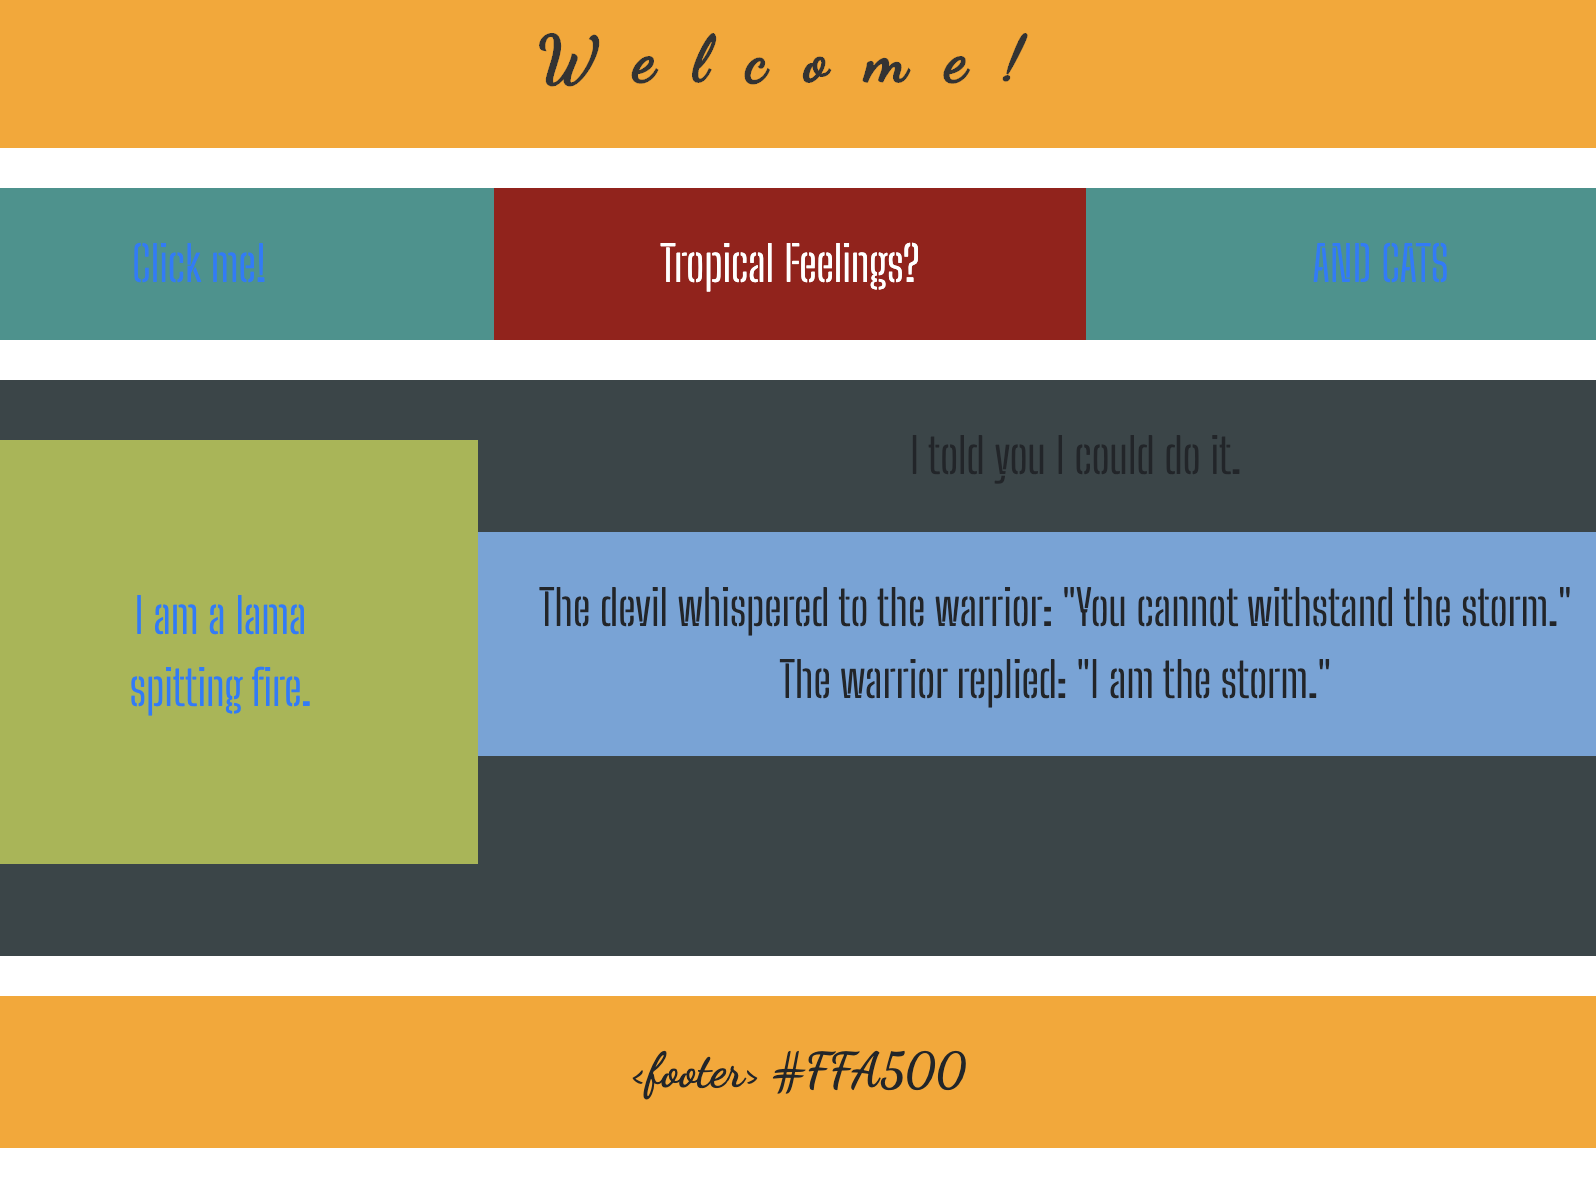 Welcome!
Click me!
Tropical Feelings?
AND CATS
I told you I could do it.
I am a lama
spitting fire.
The devil whispered to the warrior: "You cannot withstand the storm."
The warrior replied: "I am the storm."
<footer> #FFA500